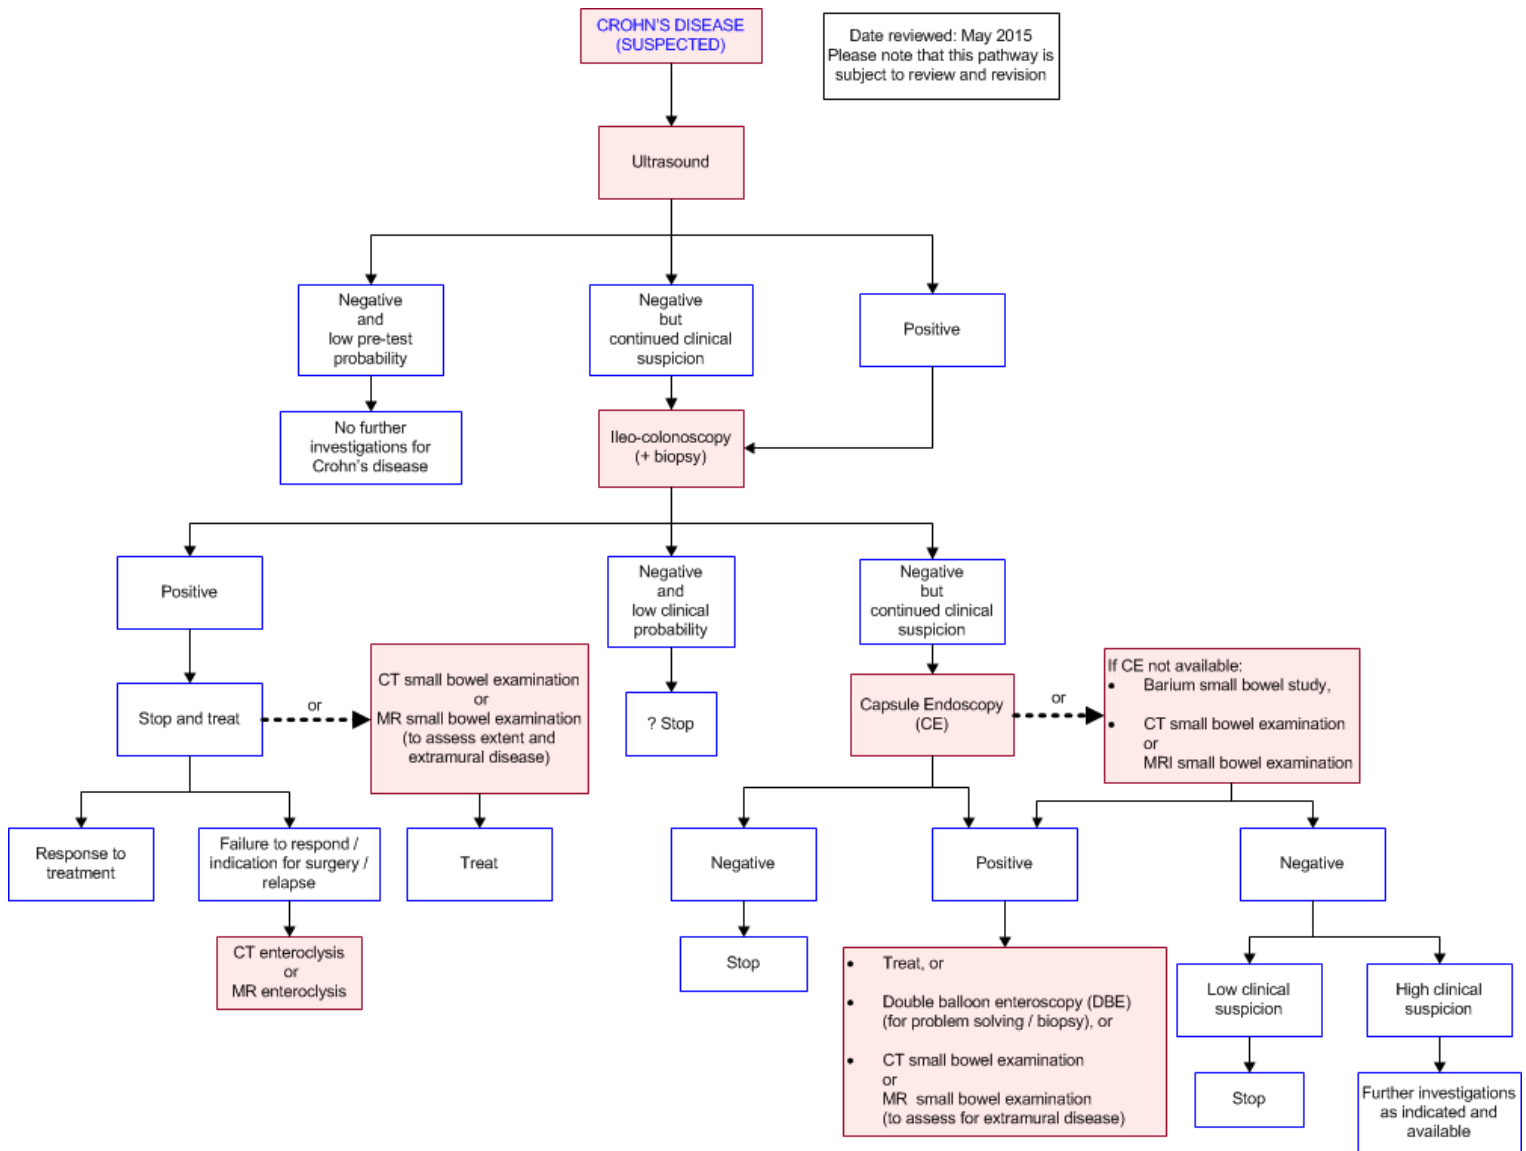 CROHN'S DISEASE
(SUSPECTED)
Date reviewed: May 2015
Please note that this pathway is
subject to review and revision
Ultrasound
Negative
and
low pre-test
probability
Negative
but
continued clinical
suspicion
Positive
No further
investigations for
Crohn's disease
Ileo-colonoscopy
(+ biopsy)
Positive
Negative
and
low clinical
probability
Negative
but
continued clinical
suspicion
Stop and treat
or
CT small bowel examination
or
MR small bowel examination
(to assess extent and
extramural disease)
? Stop
Capsule Endoscopy
(CE)
or
If CE not available:
• Barium small bowel study,
• CT small bowel examination
or
MRI small bowel examination
Response to
treatment
Failure to respond /
indication for surgery /
relapse
Treat
Negative
Positive
Negative
CT enteroclysis
or
MR enteroclysis
Stop
• Treat, or
• Double balloon enteroscopy (DBE)
(for problem solving / biopsy), or
• CT small bowel examination
or
MR small bowel examination
(to assess for extramural disease)
Low clinical
suspicion
High clinical
suspicion
Stop
Further investigations
as indicated and
available